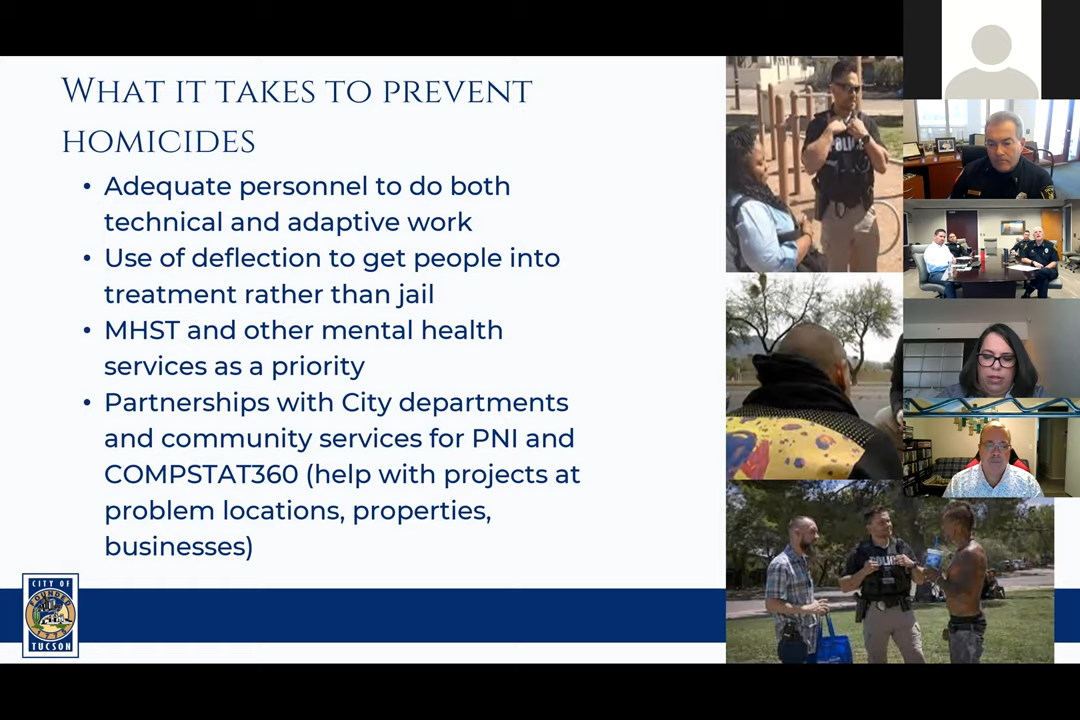 WHAT IT TAKES TO PREVENT
HOMICIDES
• Adequate personnel to do both
technical and adaptive work
• Use of deflection to get people into
treatment rather than jail
• MHST and other mental health
services as a priority
• Partnerships with City departments
and community services for PNI and
COMPSTAT360 (help with projects at
problem locations, properties,
businesses)
CITY OF
FOUNDED
1775
TUCSON
POLICE
POLICE